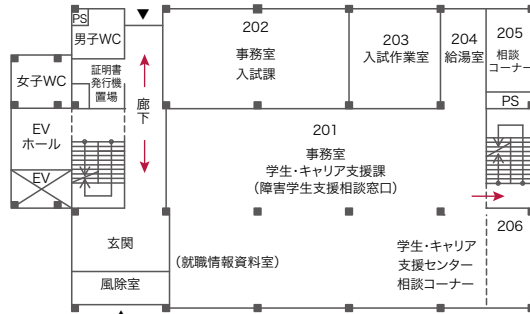 PS
男子WC
女子WC
証明書
発行機
置場
廊下
EV
ホール
EV
玄関
風除室
202
事務室
入試課
203
入試作業室
204
給湯室
205
相談
コーナー
PS
201
事務室
学生・キャリア支援課
(障害学生支援相談窓口)
(就職情報資料室)
学生・キャリア
支援センター
相談コーナー
206